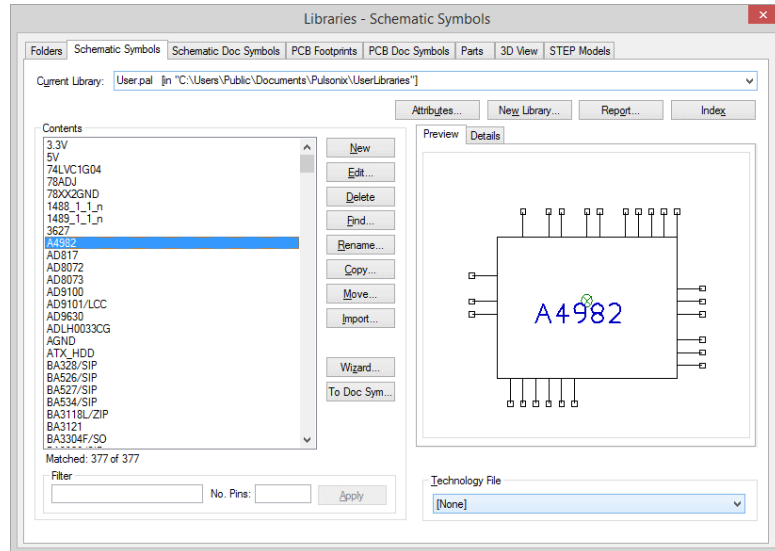 Libraries - Schematic Symbols
Folders Schematic Symbols Schematic Doc Symbols PCB Footprints PCB Doc Symbols Parts 3D View STEP Models
Current Library: User.pal [in "C:\Users\Public\Documents\Pulsonix\UserLibraries"]
Attributes... New Library... Report... Index
Contents
3.3V
5V
74LVC1G04
78ADJ
78XX2GND
1488_1_1_n
1489_1_1_n
3627
A4982
AD817
AD8072
AD8073
AD9100
AD9101/LCC
AD9630
ADLH0033CG
AGND
ATX_HDD
BA328/SIP
BA526/SIP
BA527/SIP
BA534/SIP
BA3118L/ZIP
BA3121
BA3304F/SO
New
Edit...
Delete
Find...
Rename...
Copy...
Move...
Import...
Wizard...
To Doc Sym...
Preview Details
A4982
Matched: 377 of 377
Filter
No. Pins: Apply
Technology File
[None]